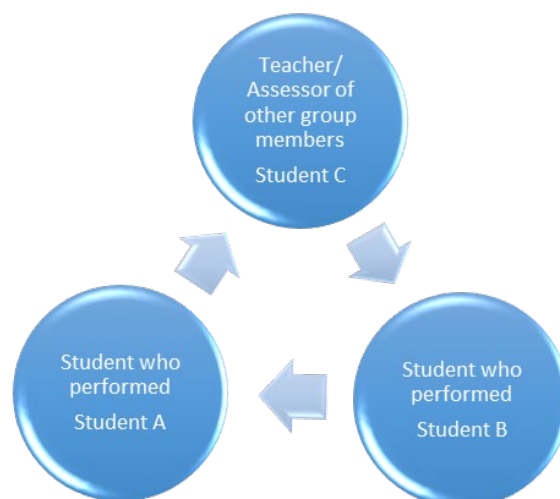 Teacher/
Assessor of
other group
members
Student C
Student who
performed
Student A
Student who
performed
Student B